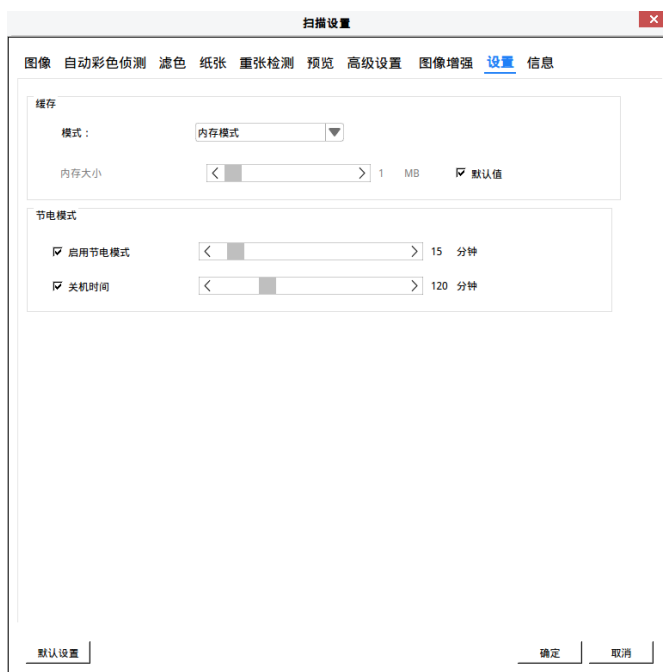 扫描设置
图像 自动彩色侦测 滤色 纸张 重张检测 预览 高级设置 图像增强 设置 信息
缓存
模式： 内存模式
内存大小 1 MB 默认值
节电模式
启用节电模式 15 分钟
关机时间 120 分钟
默认设置 确定 取消